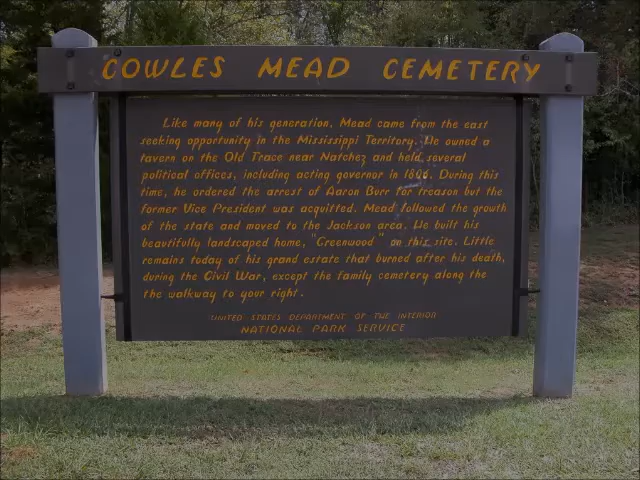 COWLES MEAD CEMETERY
Like many of his generation, Mead came from the east
seeking opportunity in the Mississippi Territory. He owned a
tavern on the Old Trace near Natchez and held several
political offices, including acting governor in 1806. During this
time, he ordered the arrest of Aaron Burr for treason but the
former Vice President was acquitted. Mead followed the growth
of the state and moved to the Jackson area. He built his
beautifully landscaped home, "Greenwood" on this site. Little
remains today of his grand estate that burned after his death,
during the Civil War, except the family cemetery along the
the walkway to your right.
UNITED STATES DEPARTMENT OF THE INTERIOR
NATIONAL PARK SERVICE